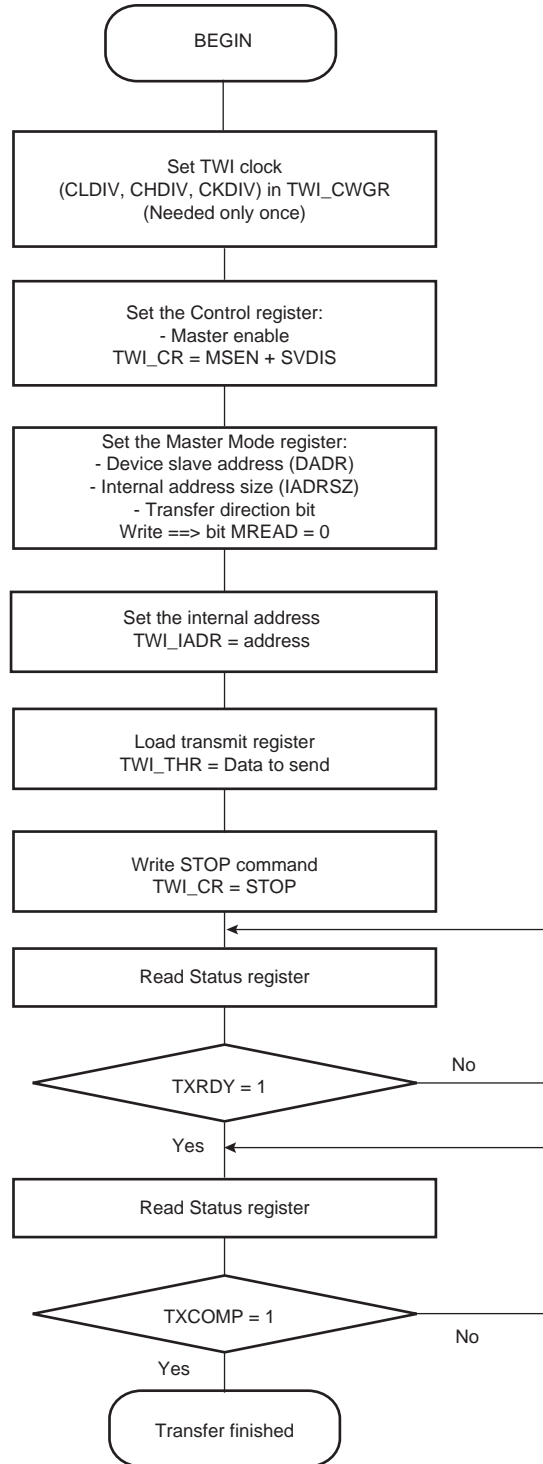 BEGIN
Set TWI clock
(CLDIV, CHDIV, CKDIV) in TWI_CWGR
(Needed only once)
Set the Control register:
- Master enable
TWI_CR = MSEN + SVDIS
Set the Master Mode register:
- Device slave address (DADR)
- Internal address size (IADRSZ)
- Transfer direction bit
Write ==> bit MREAD = 0
Set the internal address
TWI_IADR = address
Load transmit register
TWI_THR = Data to send
Write STOP command
TWI_CR = STOP
Read Status register
TXRDY = 1
No
Yes
Read Status register
TXCOMP = 1
No
Yes
Transfer finished